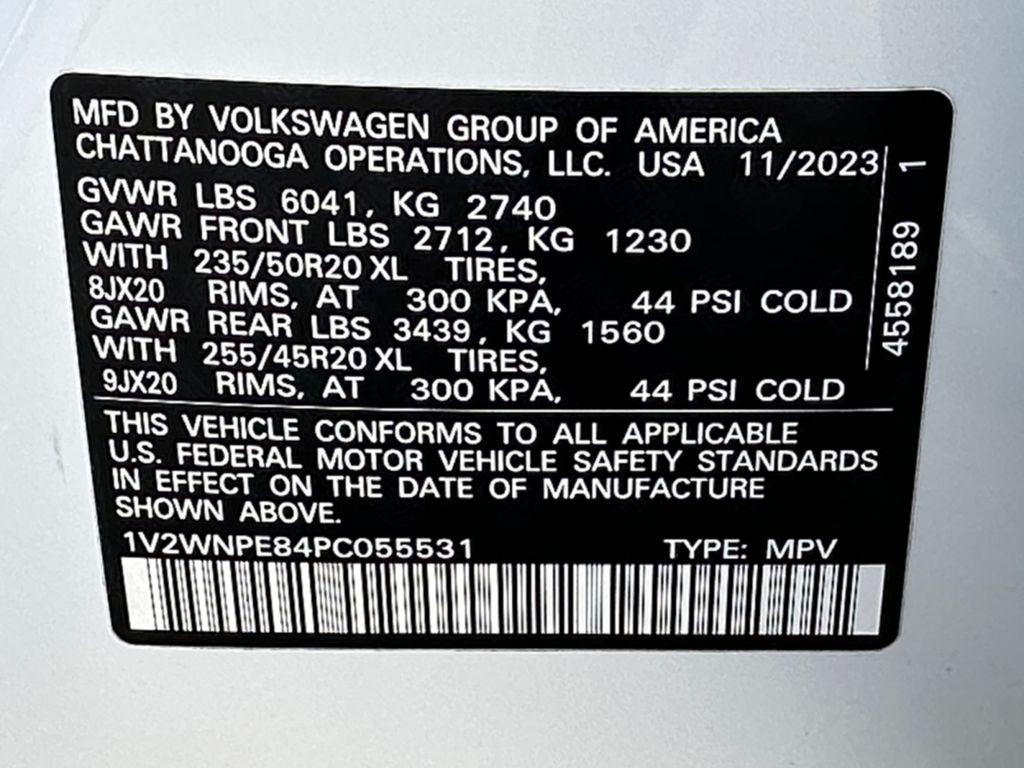 MFD BY VOLKSWAGEN GROUP OF AMERICA
CHATTANOOGA OPERATIONS, LLC. USA 11/2023
GVWR LBS 6041, KG 2740
GAWR FRONT LBS 2712, KG 1230
WITH 235/50R20 XL TIRES,
8JX20 RIMS, AT 300 KPA, 44 PSI COLD
GAWR REAR LBS 3439, KG 1560
WITH 255/45R20 XL TIRES,
9JX20 RIMS, AT 300 KPA, 44 PSI COLD
4558189 1
THIS VEHICLE CONFORMS TO ALL APPLICABLE
U.S. FEDERAL MOTOR VEHICLE SAFETY STANDARDS
IN EFFECT ON THE DATE OF MANUFACTURE
SHOWN ABOVE.
1V2WNPE84PC055531 TYPE: MPV